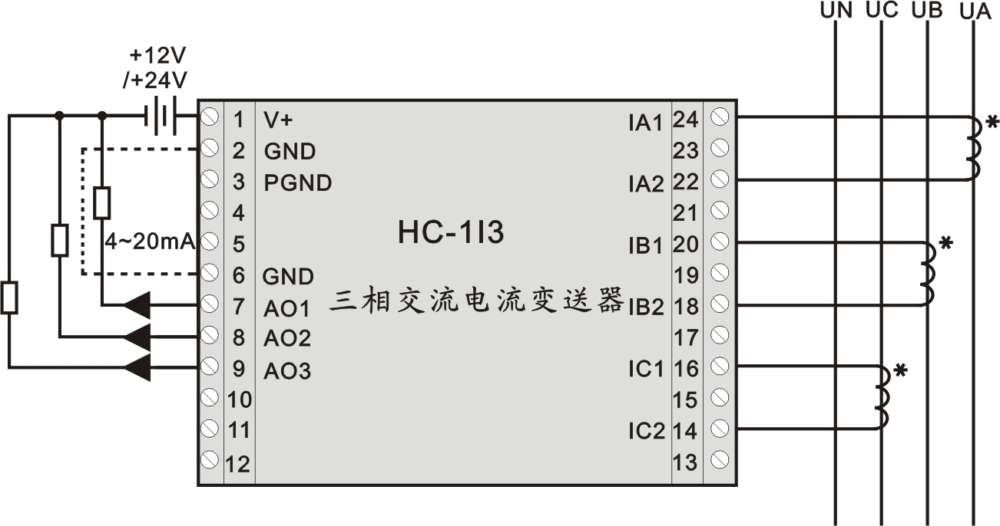 UN UC UB UA
+12V
/+24V
1 V+
2 GND
3 PGND
4
5
6 GND
7 AO1
8 AO2
9 AO3
10
11
12
4~20mA
HC-1I3
三相交流电流变送器
IA1 24
23
IA2 22
21
IB1 20
19
IB2 18
17
IC1 16
15
IC2 14
13
*
*
*